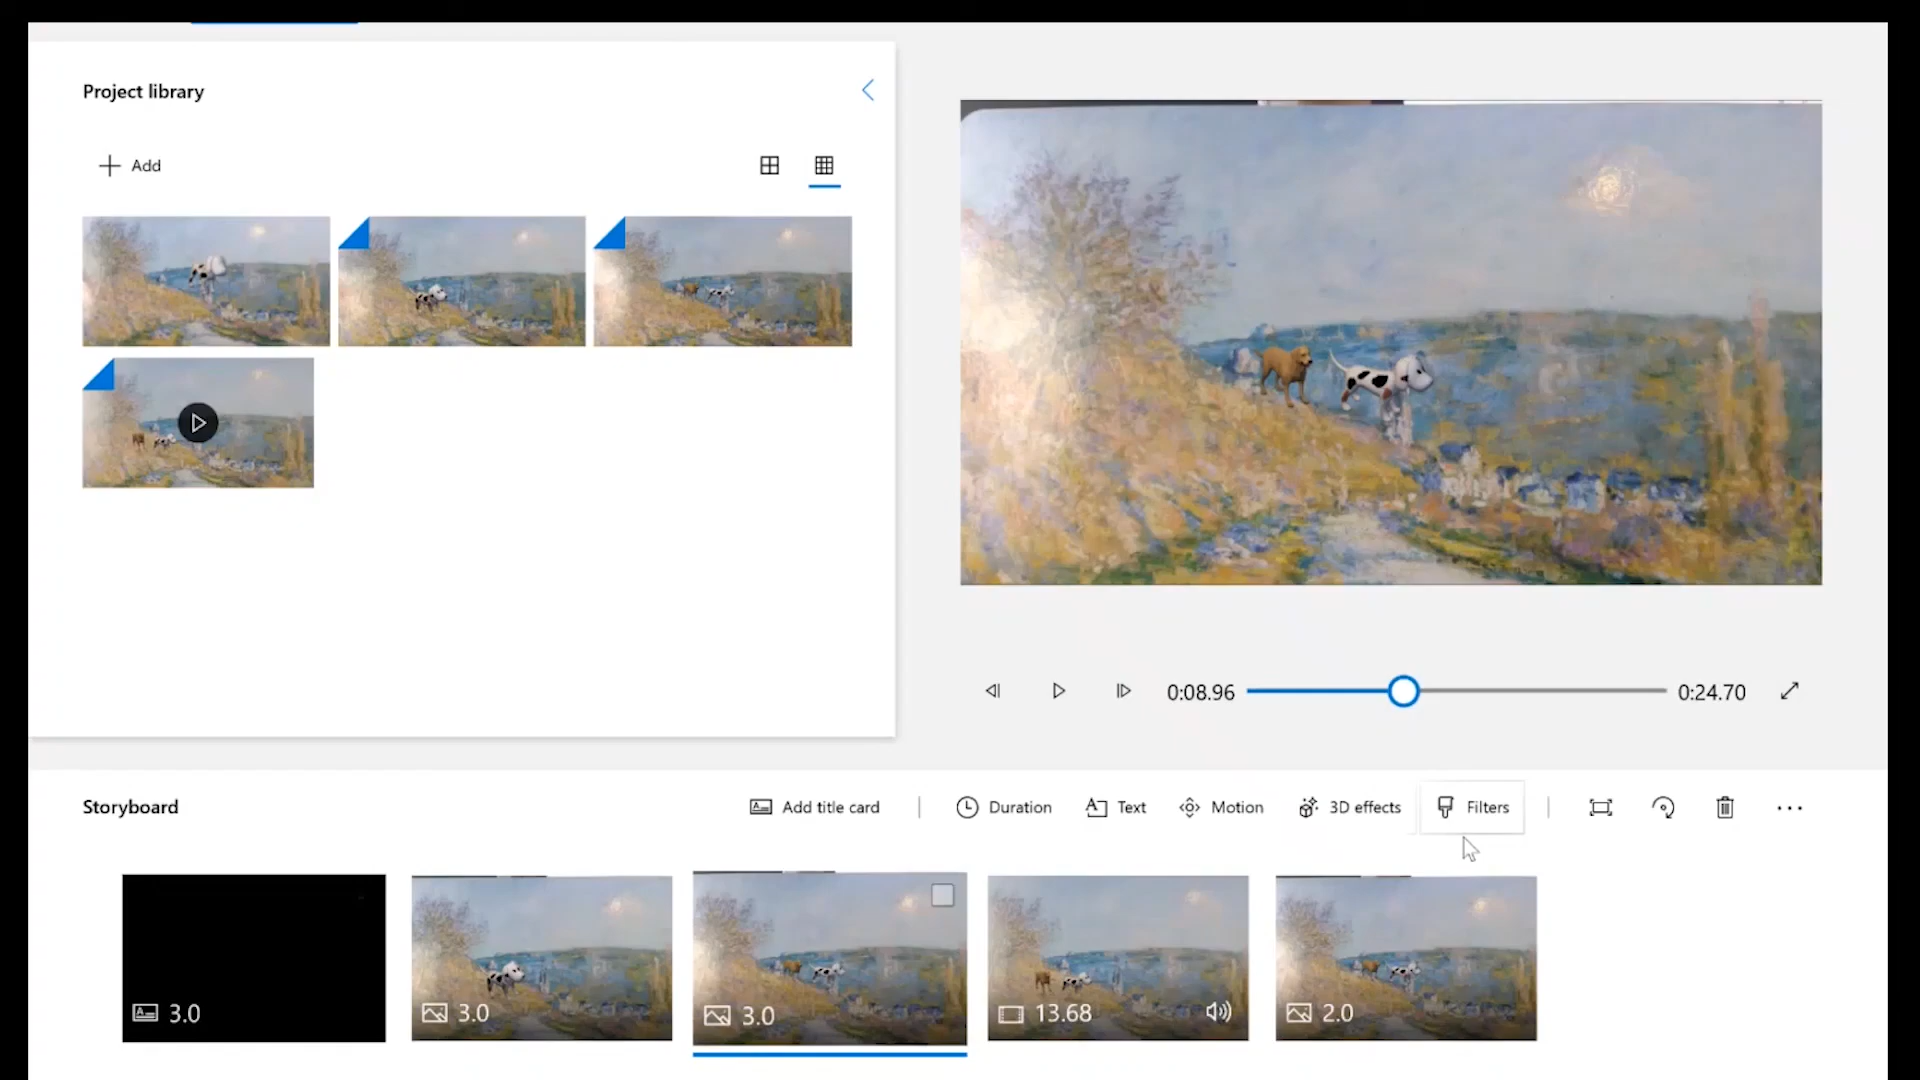 Project library
Add
0:08.96
0:24.70
Storyboard
Add title card
Duration
Text
Motion
3D effects
Filters
3.0
3.0
3.0
13.68
2.0